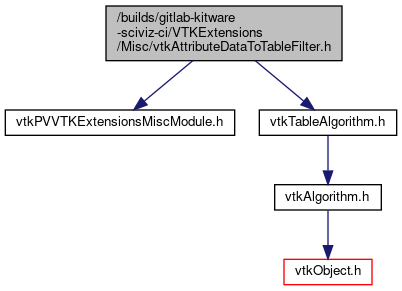 /builds/gitlab-kitware
-sciviz-ci/VTKExtensions
/Misc/vtkAttributeDataToTableFilter.h
vtkPVVTKExtensionsMiscModule.h
vtkTableAlgorithm.h
vtkAlgorithm.h
vtkObject.h